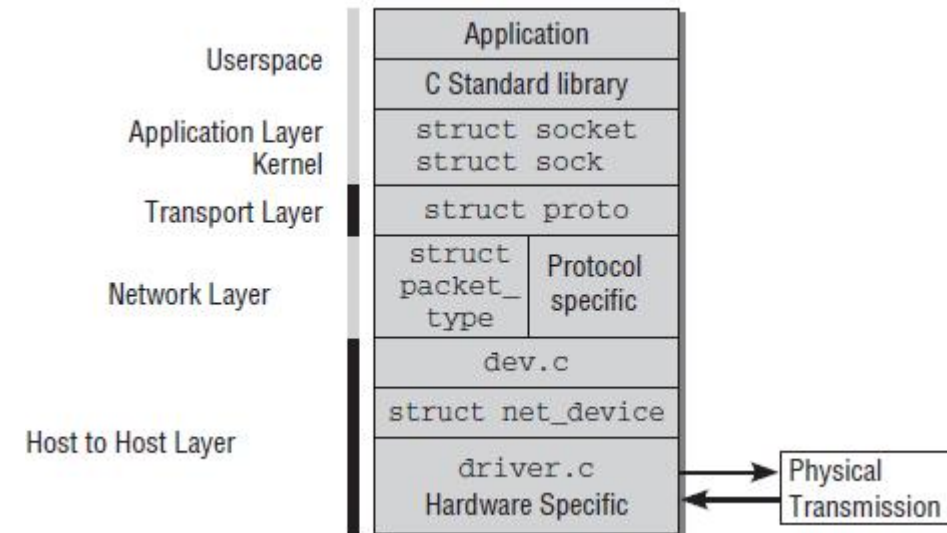 Application
Userspace
C Standard library
Application Layer
Kernel
struct socket
struct sock
Transport Layer
struct proto
Network Layer
struct
packet_
type
Protocol
specific
dev.c
struct net_device
Host to Host Layer
driver.c
Hardware Specific
Physical
Transmission